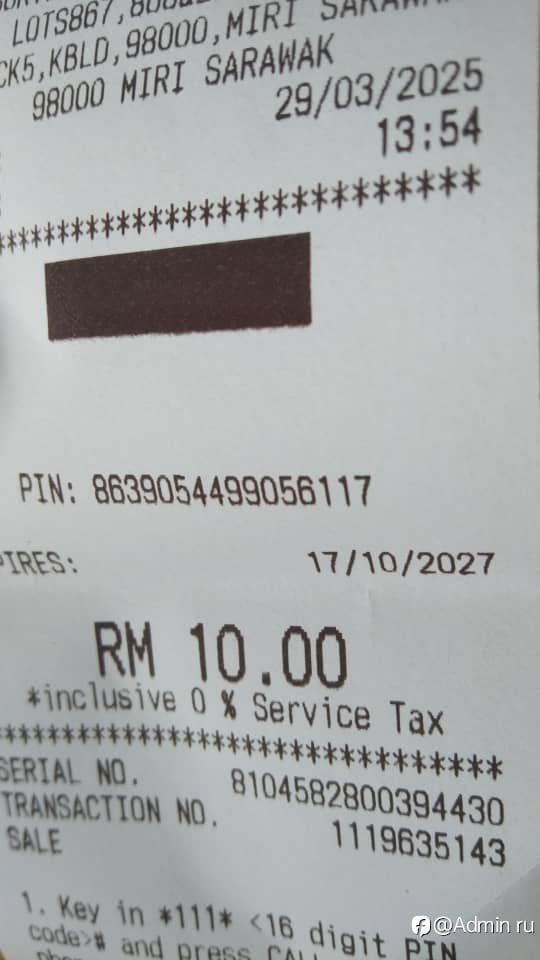 LOTS867,
CK5,KBLD,98000,MIRI SARAWAK
98000 MIRI SARAWAK
29/03/2025
13:54
*****************************
PIN: 8639054499056117
PIRES: 17/10/2027
RM 10.00
*inclusive 0 % Service Tax
********************************
SERIAL NO. 8104582800394430
TRANSACTION NO. 1119635143
SALE
1. Key in *111* <16 digit PIN
code># and press CALL
@Admin ru